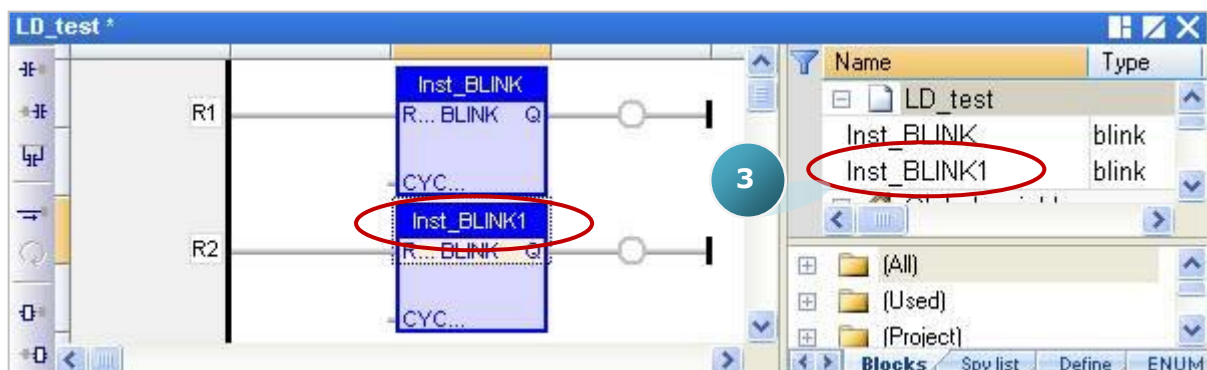 LD_test *
Inst_BLINK
R1
R... BLINK Q
CYC...
Inst_BLINK1
R2
R... BLINK Q
CYC...
3
Name Type
LD_test
Inst_BLINK blink
Inst_BLINK1 blink
(All)
(Used)
(Project)
Blocks Spy list Define ENUM